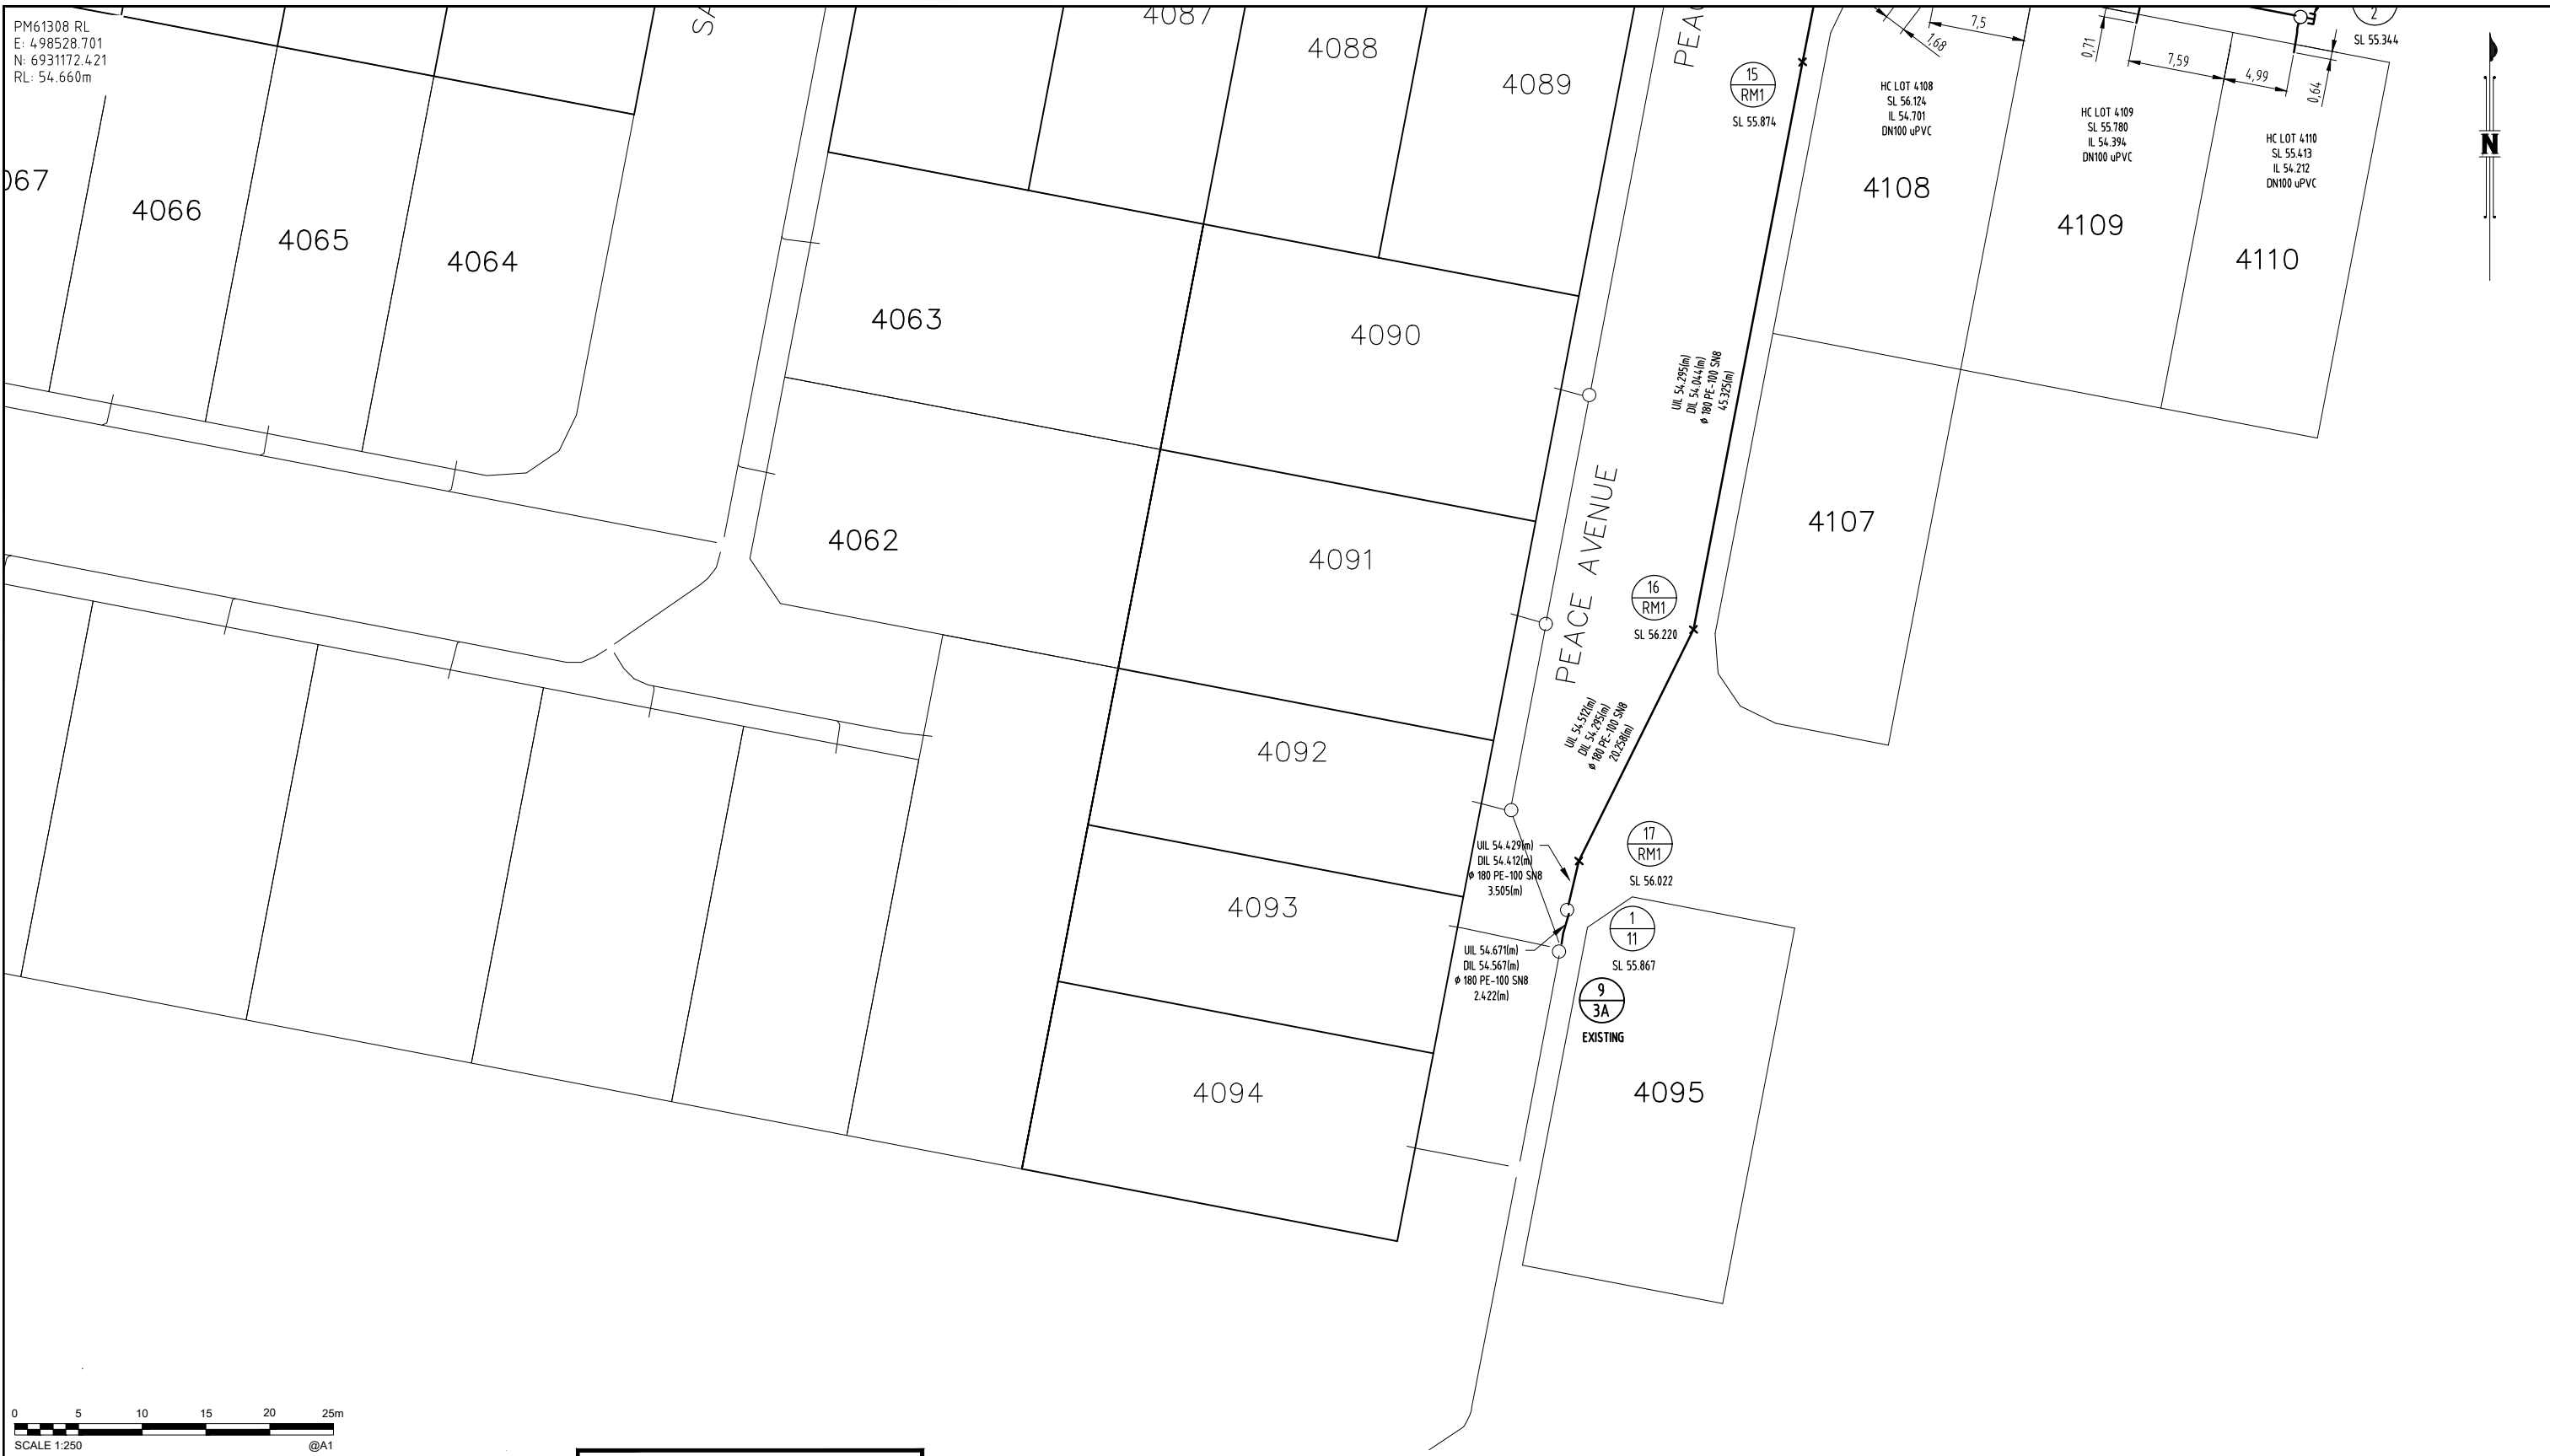 PM61308 RL
E: 498528.701
N: 6931172.421
RL: 54.660m
4087
4088
4089
15
RM1
SL 55.874
7,5
1,68
0,71
7,59
4,99
0,64
2
SL 55.344
HC LOT 4108
SL 56.124
IL 54.701
DN100 uPVC
HC LOT 4109
SL 55.780
IL 54.394
DN100 uPVC
HC LOT 4110
SL 55.413
IL 54.212
DN100 uPVC
N
067
4066
4065
4064
4108
4109
4110
4063
4090
UIL 54.295(m)
DIL 54.044(m)
ϕ 180 PE-100 SN8
45.325(m)
4062
4091
PEACE AVENUE
4107
16
RM1
SL 56.220
UIL 54.512(m)
DIL 54.295(m)
ϕ 180 PE-100 SN8
20.258(m)
4092
17
RM1
SL 56.022
UIL 54.429(m)
DIL 54.412(m)
ϕ 180 PE-100 SN8
3.505(m)
4093
1
11
SL 55.867
UIL 54.671(m)
DIL 54.567(m)
ϕ 180 PE-100 SN8
2.422(m)
9
3A
EXISTING
4094
4095
0 5 10 15 20 25m
SCALE 1:250 @A1